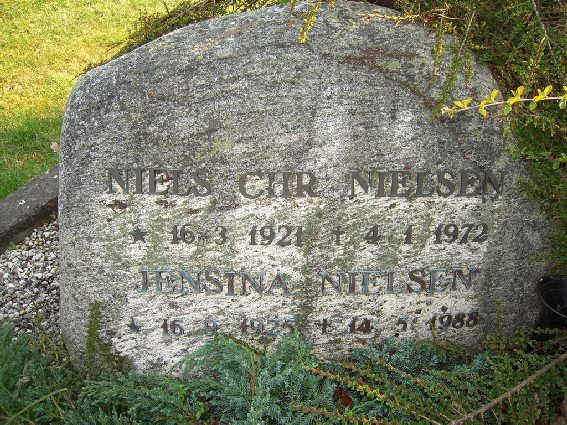 NIELS CHR NIELSEN
* 16-3 1921 + 4-1 1972
JENSINA NIELSEN
* 16 9 1925 + 14 5 1988